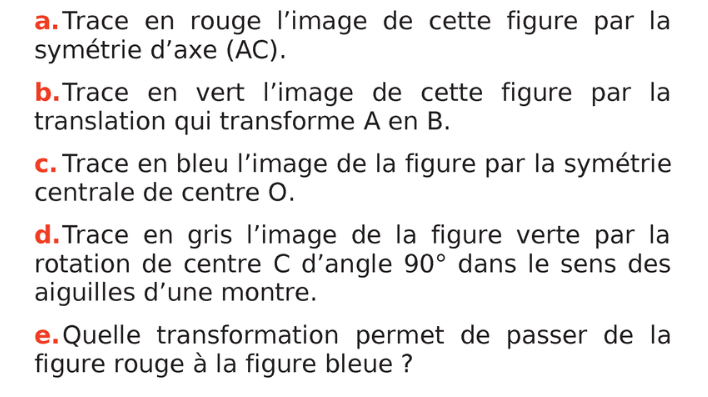 a.Trace en rouge l’image de cette figure par la
symétrie d’axe (AC).
b.Trace en vert l’image de cette figure par la
translation qui transforme A en B.
c. Trace en bleu l’image de la figure par la symétrie
centrale de centre O.
d.Trace en gris l’image de la figure verte par la
rotation de centre C d’angle 90° dans le sens des
aiguilles d’une montre.
e.Quelle transformation permet de passer de la
figure rouge à la figure bleue ?